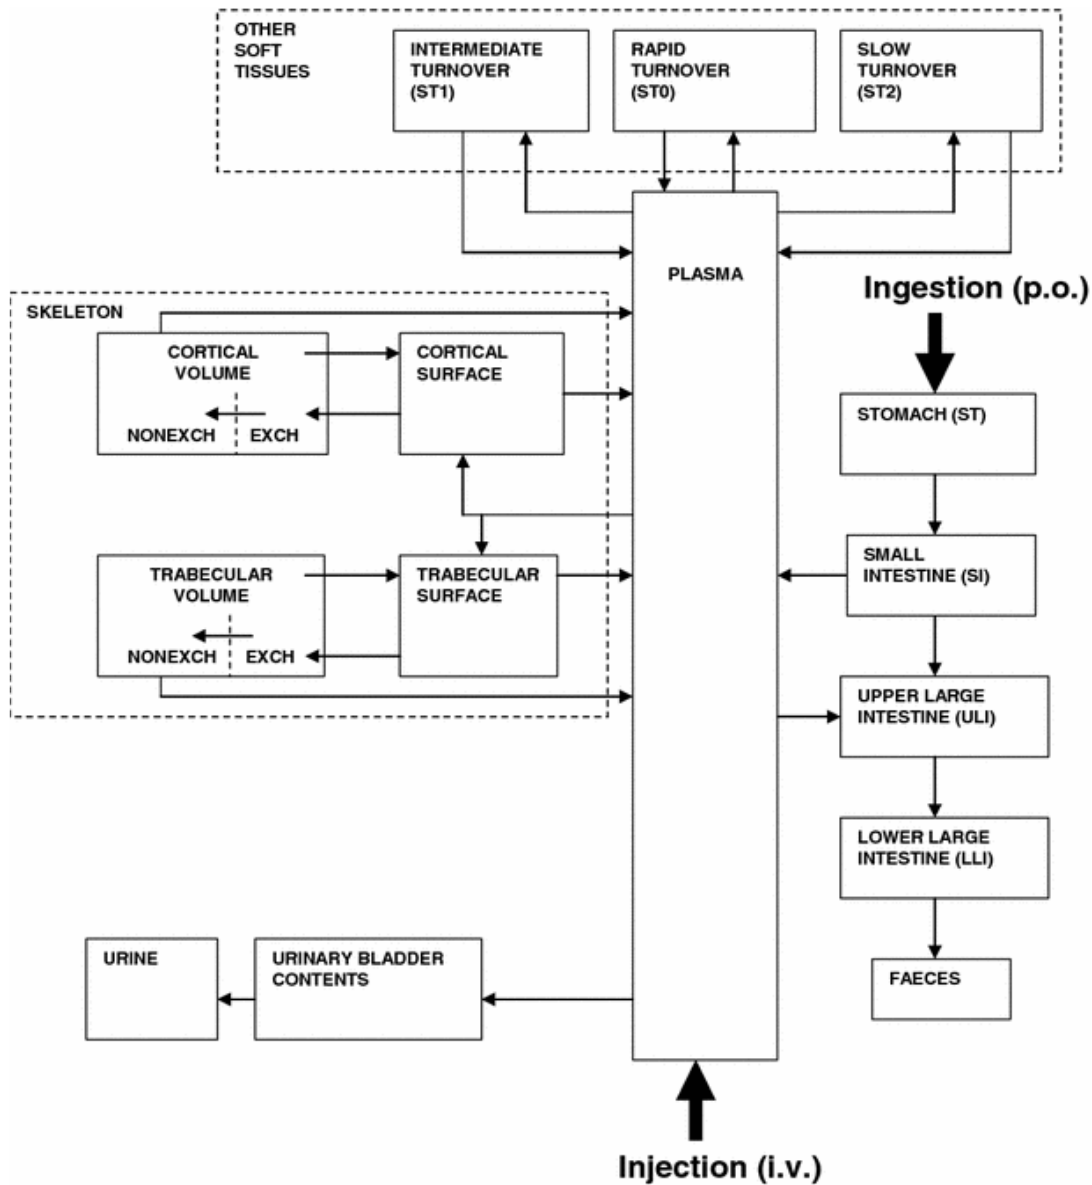 OTHER
SOFT
TISSUES
INTERMEDIATE
TURNOVER
(ST1)
RAPID
TURNOVER
(ST0)
SLOW
TURNOVER
(ST2)
PLASMA
Ingestion (p.o.)
SKELETON
CORTICAL
VOLUME
NONEXCH
EXCH
CORTICAL
SURFACE
STOMACH (ST)
TRABECULAR
VOLUME
NONEXCH
EXCH
TRABECULAR
SURFACE
SMALL
INTESTINE (SI)
UPPER LARGE
INTESTINE (ULI)
LOWER LARGE
INTESTINE (LLI)
URINE
URINARY BLADDER
CONTENTS
FAECES
Injection (i.v.)